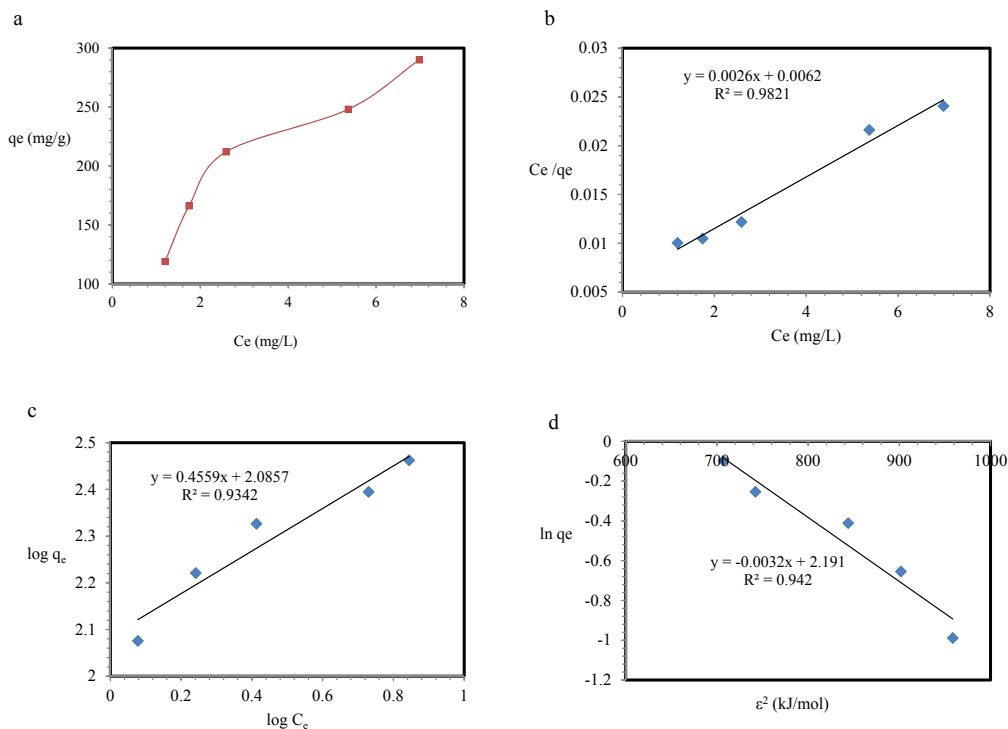 a
300
250
200
150
100
qe (mg/g)
0 2 4 6 8
Ce (mg/L)
b
0.03
0.025
0.02
0.015
0.01
0.005
Ce /qe
y = 0.0026x + 0.0062
R² = 0.9821
0 2 4 6 8
Ce (mg/L)
c
2.5
2.4
2.3
2.2
2.1
2
log qₑ
y = 0.4559x + 2.0857
R² = 0.9342
0 0.2 0.4 0.6 0.8 1
log Cₑ
d
0
-0.2
-0.4
-0.6
-0.8
-1
-1.2
600 700 800 900 1000
ln qe
y = -0.0032x + 2.191
R² = 0.942
ε² (kJ/mol)